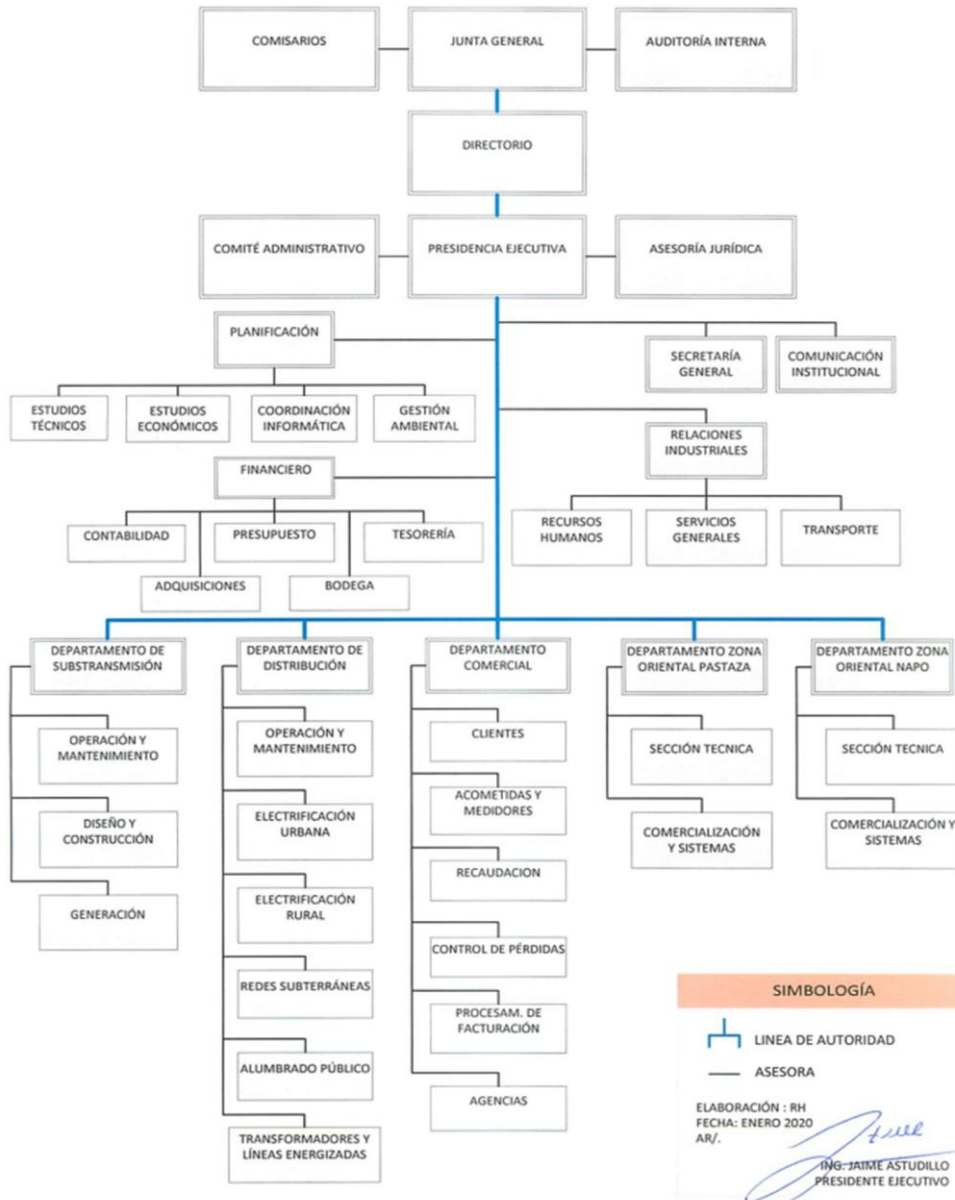 COMISARIOS
JUNTA GENERAL
AUDITORÍA INTERNA
DIRECTORIO
COMITÉ ADMINISTRATIVO
PRESIDENCIA EJECUTIVA
ASESORÍA JURÍDICA
PLANIFICACIÓN
SECRETARÍA
GENERAL
COMUNICACIÓN
INSTITUCIONAL
ESTUDIOS
TÉCNICOS
ESTUDIOS
ECONÓMICOS
COORDINACIÓN
INFORMÁTICA
GESTIÓN
AMBIENTAL
RELACIONES
INDUSTRIALES
FINANCIERO
CONTABILIDAD
PRESUPUESTO
TESORERÍA
ADQUISICIONES
BODEGA
RECURSOS
HUMANOS
SERVICIOS
GENERALES
TRANSPORTE
DEPARTAMENTO DE
SUBSTRANSMISIÓN
OPERACIÓN Y
MANTENIMIENTO
DISEÑO Y
CONSTRUCCIÓN
GENERACIÓN
DEPARTAMENTO DE
DISTRIBUCIÓN
OPERACIÓN Y
MANTENIMIENTO
ELECTRIFICACIÓN
URBANA
ELECTRIFICACIÓN
RURAL
REDES SUBTERRÁNEAS
ALUMBRADO PÚBLICO
TRANSFORMADORES Y
LÍNEAS ENERGIZADAS
DEPARTAMENTO
COMERCIAL
CLIENTES
ACOMETIDAS Y
MEDIDORES
RECAUDACION
CONTROL DE PÉRDIDAS
PROCESAM. DE
FACTURACIÓN
AGENCIAS
DEPARTAMENTO ZONA
ORIENTAL PASTAZA
SECCIÓN TECNICA
COMERCIALIZACIÓN
Y SISTEMAS
DEPARTAMENTO ZONA
ORIENTAL NAPO
SECCIÓN TECNICA
COMERCIALIZACIÓN Y
SISTEMAS
SIMBOLOGÍA
LINEA DE AUTORIDAD
ASESORA
ELABORACIÓN : RH
FECHA: ENERO 2020
AR/.
ING. JAIME ASTUDILLO
PRESIDENTE EJECUTIVO